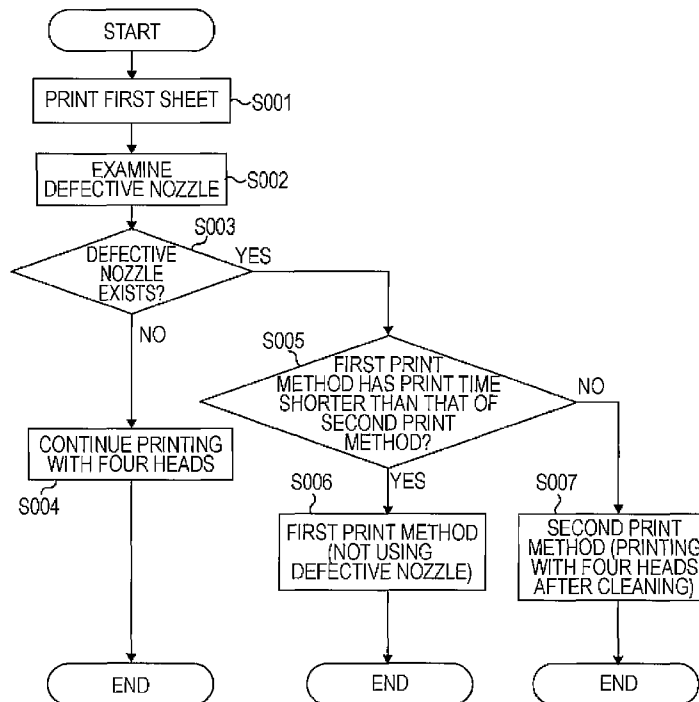 START
PRINT FIRST SHEET
S001
EXAMINE
DEFECTIVE NOZZLE
S002
S003
DEFECTIVE
NOZZLE
EXISTS?
YES
NO
S005
FIRST PRINT
METHOD HAS PRINT TIME
SHORTER THAN THAT OF
SECOND PRINT
METHOD?
NO
YES
CONTINUE PRINTING
WITH FOUR HEADS
S004
S006
FIRST PRINT METHOD
(NOT USING
DEFECTIVE NOZZLE)
S007
SECOND PRINT
METHOD (PRINTING
WITH FOUR HEADS
AFTER CLEANING)
END
END
END